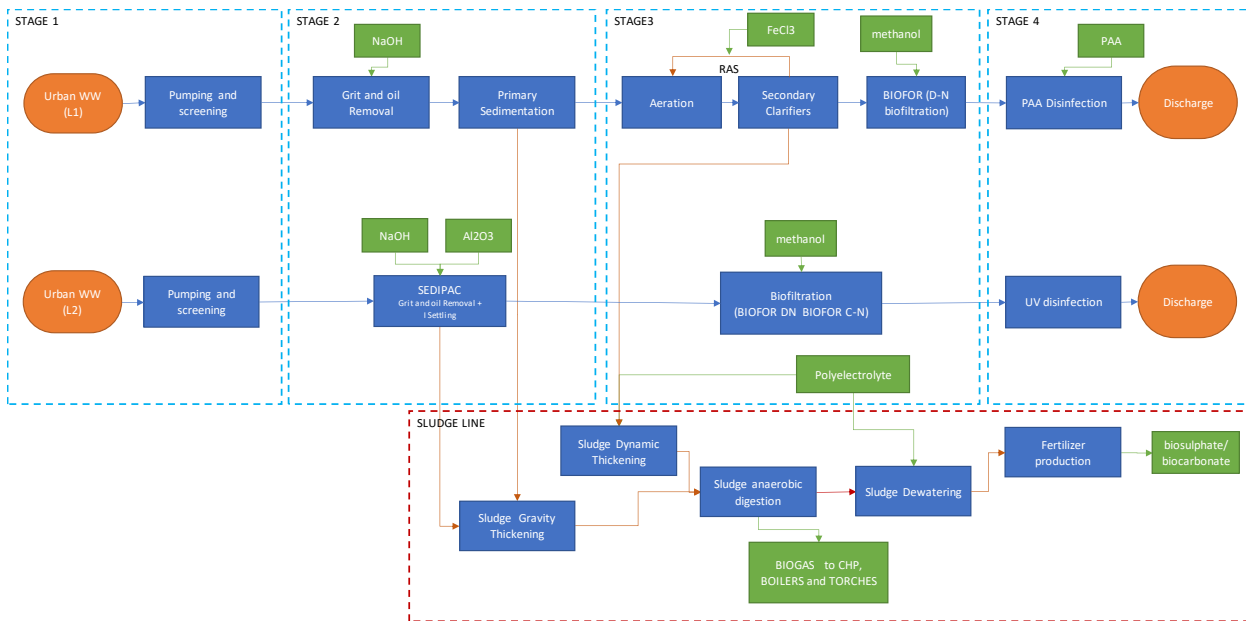 STAGE 1
STAGE 2
STAGE3
STAGE 4
NaOH
FeCl3
methanol
PAA
RAS
Urban WW
(L1)
Pumping and
screening
Grit and oil
Removal
Primary
Sedimentation
Aeration
Secondary
Clarifiers
BIOFOR (D-N
biofiltration)
PAA Disinfection
Discharge
NaOH
Al2O3
methanol
Urban WW
(L2)
Pumping and
screening
SEDIPAC
Grit and oil Removal +
I Settling
Biofiltration
(BIOFOR DN BIOFOR C-N)
UV disinfection
Discharge
Polyelectrolyte
SLUDGE LINE
Sludge Dynamic
Thickening
Fertilizer
production
biosulphate/
biocarbonate
Sludge anaerobic
digestion
Sludge Dewatering
Sludge Gravity
Thickening
BIOGAS to CHP,
BOILERS and TORCHES